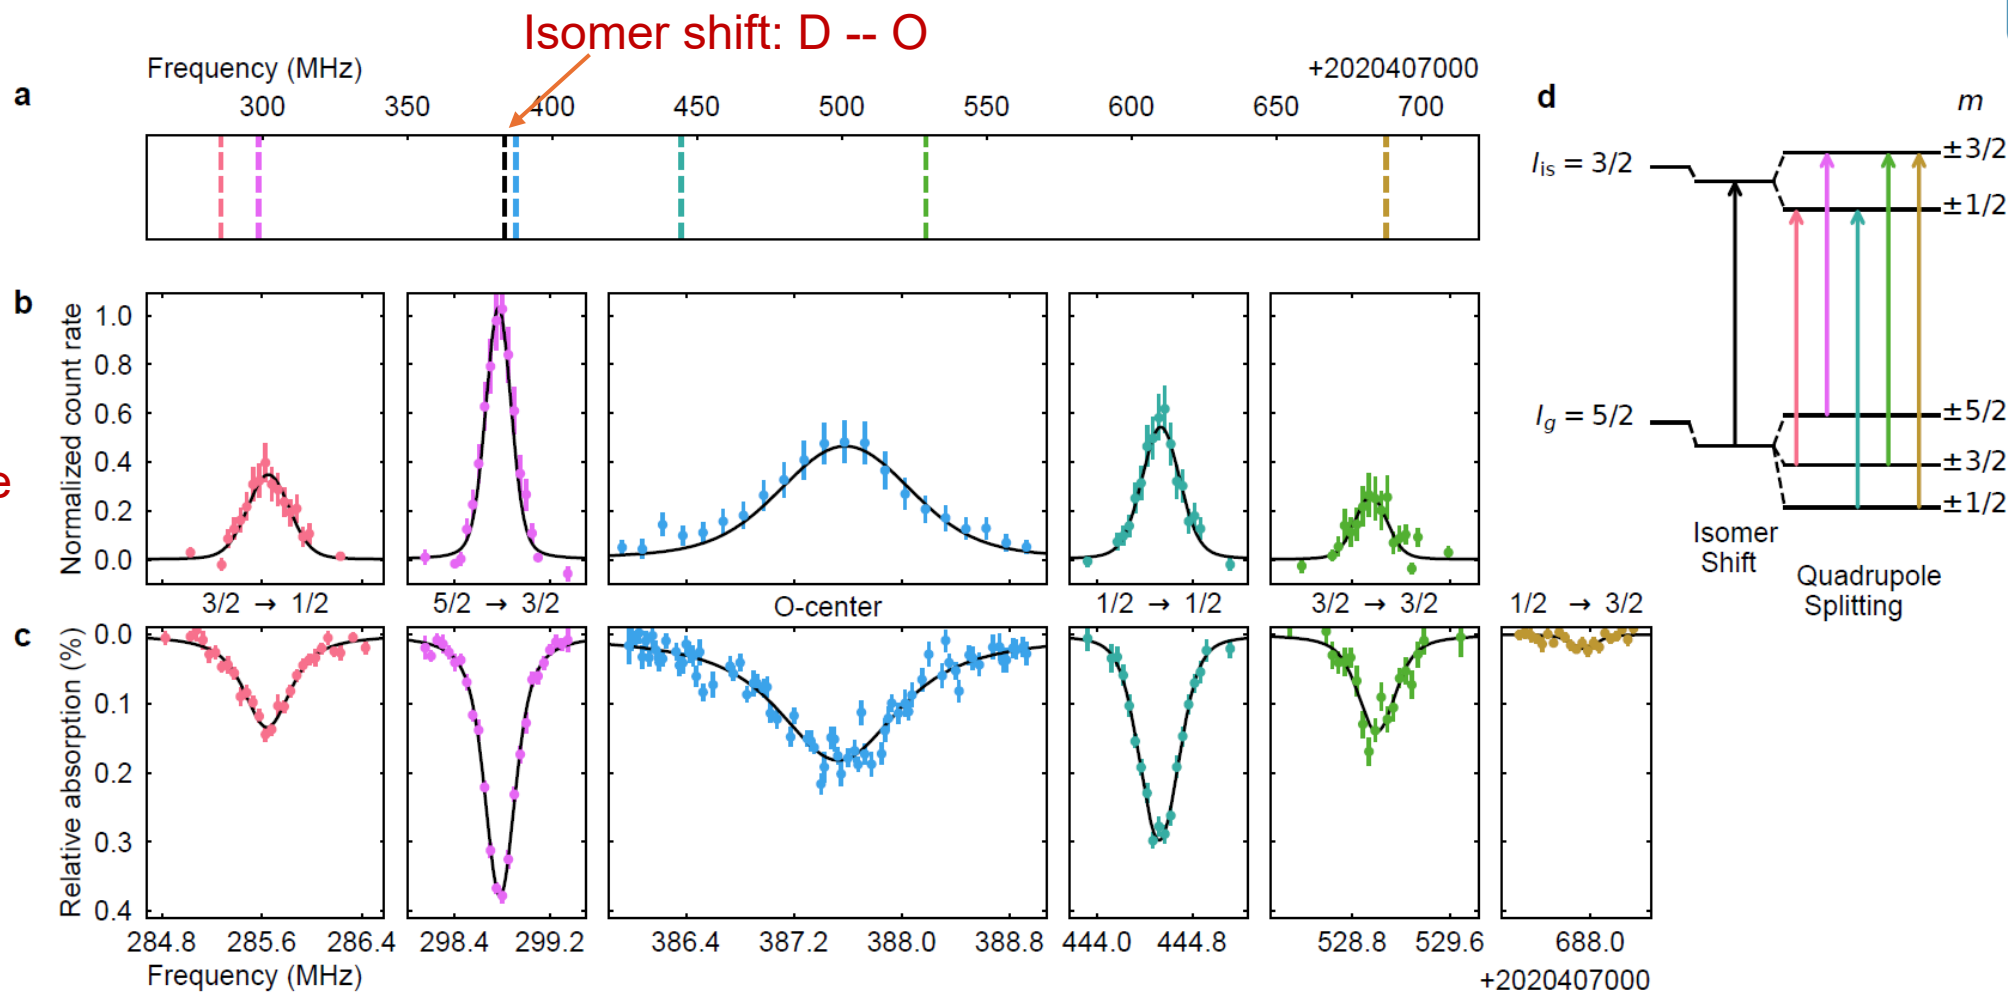 Isomer shift: D -- O
Frequency (MHz)
+2020407000
a
300 350 400 450 500 550 600 650 700
b
Normalized count rate
1.0
0.8
0.6
0.4
0.2
0.0
e
3/2 → 1/2
5/2 → 3/2
O-center
1/2 → 1/2
3/2 → 3/2
1/2 → 3/2
c
Relative absorption (%)
0.0
0.1
0.2
0.3
0.4
284.8 285.6 286.4
298.4 299.2
386.4 387.2 388.0 388.8
444.0 444.8
528.8 529.6
688.0
Frequency (MHz)
+2020407000
d
m
I_is = 3/2
±3/2
±1/2
I_g = 5/2
±5/2
±3/2
±1/2
Isomer
Shift
Quadrupole
Splitting